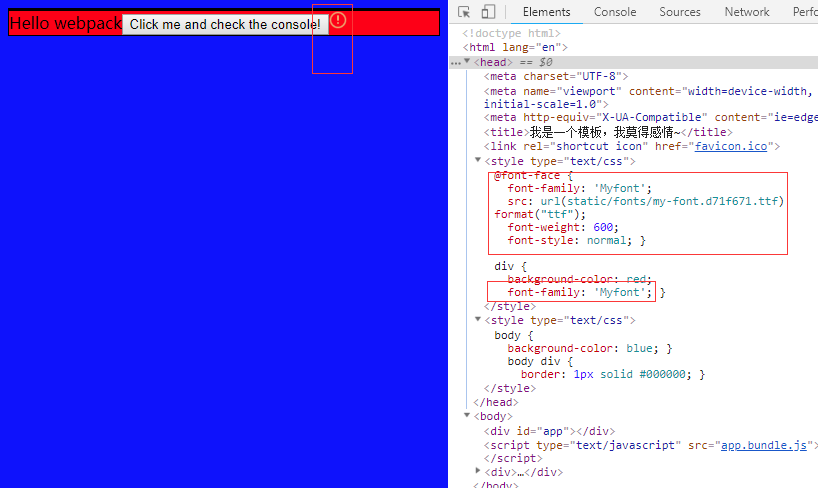 Hello webpack Click me and check the console!
Elements Console Sources Network Perfo
<!doctype html>
<html lang="en">
… <head> == $0
<meta charset="UTF-8">
<meta name="viewport" content="width=device-width,
initial-scale=1.0">
<meta http-equiv="X-UA-Compatible" content="ie=edge
<title>我是一个模板，我莫得感情~</title>
<link rel="shortcut icon" href="favicon.ico">
<style type="text/css">
@font-face {
font-family: 'Myfont';
src: url(static/fonts/my-font.d71f671.ttf)
format("ttf");
font-weight: 600;
font-style: normal; }
div {
background-color: red;
font-family: 'Myfont'; }
</style>
<style type="text/css">
body {
background-color: blue; }
body div {
border: 1px solid #000000; }
</style>
</head>
<body>
<div id="app"></div>
<script type="text/javascript" src="app.bundle.js">
</script>
<div>…</div>
</body>